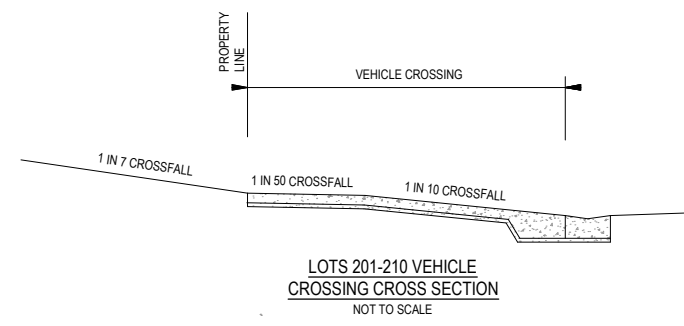 PROPERTY
LINE
VEHICLE CROSSING
1 IN 7 CROSSFALL
1 IN 50 CROSSFALL
1 IN 10 CROSSFALL
LOTS 201-210 VEHICLE
CROSSING CROSS SECTION
NOT TO SCALE